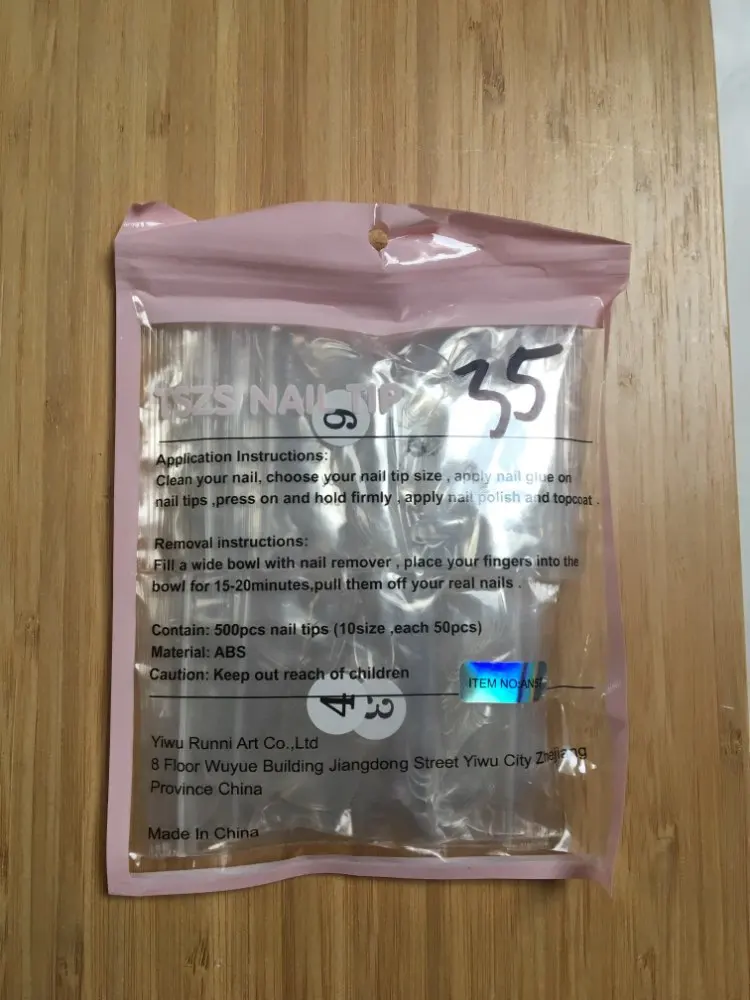 TSZS NAIL TIP
35
9
Application Instructions:
Clean your nail, choose your nail tip size , apply nail glue on
nail tips ,press on and hold firmly , apply nail polish and topcoat .
Removal instructions:
Fill a wide bowl with nail remover , place your fingers into the
bowl for 15-20minutes,pull them off your real nails .
Contain: 500pcs nail tips (10size ,each 50pcs)
Material: ABS
Caution: Keep out reach of children
ITEM NO:
4
3
Yiwu Runni Art Co.,Ltd
8 Floor Wuyue Building Jiangdong Street Yiwu City Zhejiang
Province China
Made In China